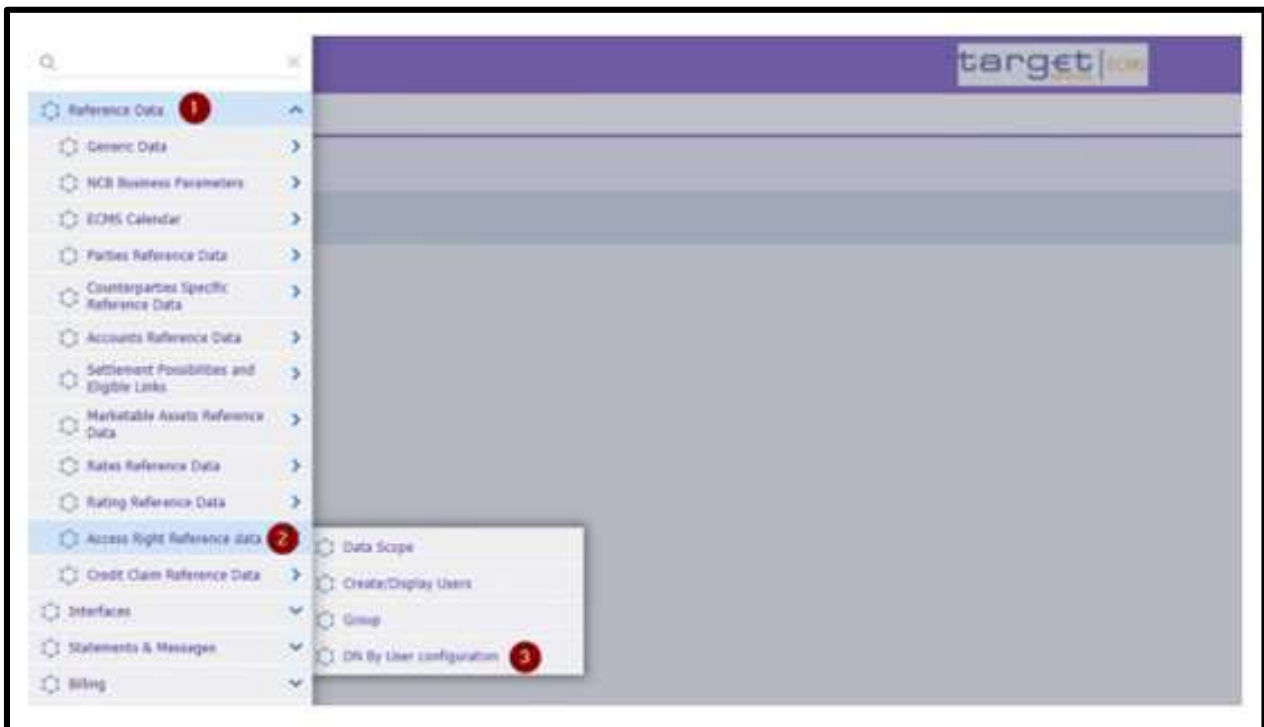 target | ECMS
Reference Data 1
Generic Data
NCB Business Parameters
ECMS Calendar
Parties Reference Data
Counterparties Specific
Reference Data
Accounts Reference Data
Settlement Possibilities and
Eligible Links
Marketable Assets Reference
Data
Rates Reference Data
Rating Reference Data
Access Right Reference data 2
Data Scope
Create/Display Users
Group
DN By User configuration 3
Credit Claim Reference Data
Interfaces
Statements & Messages
Billing